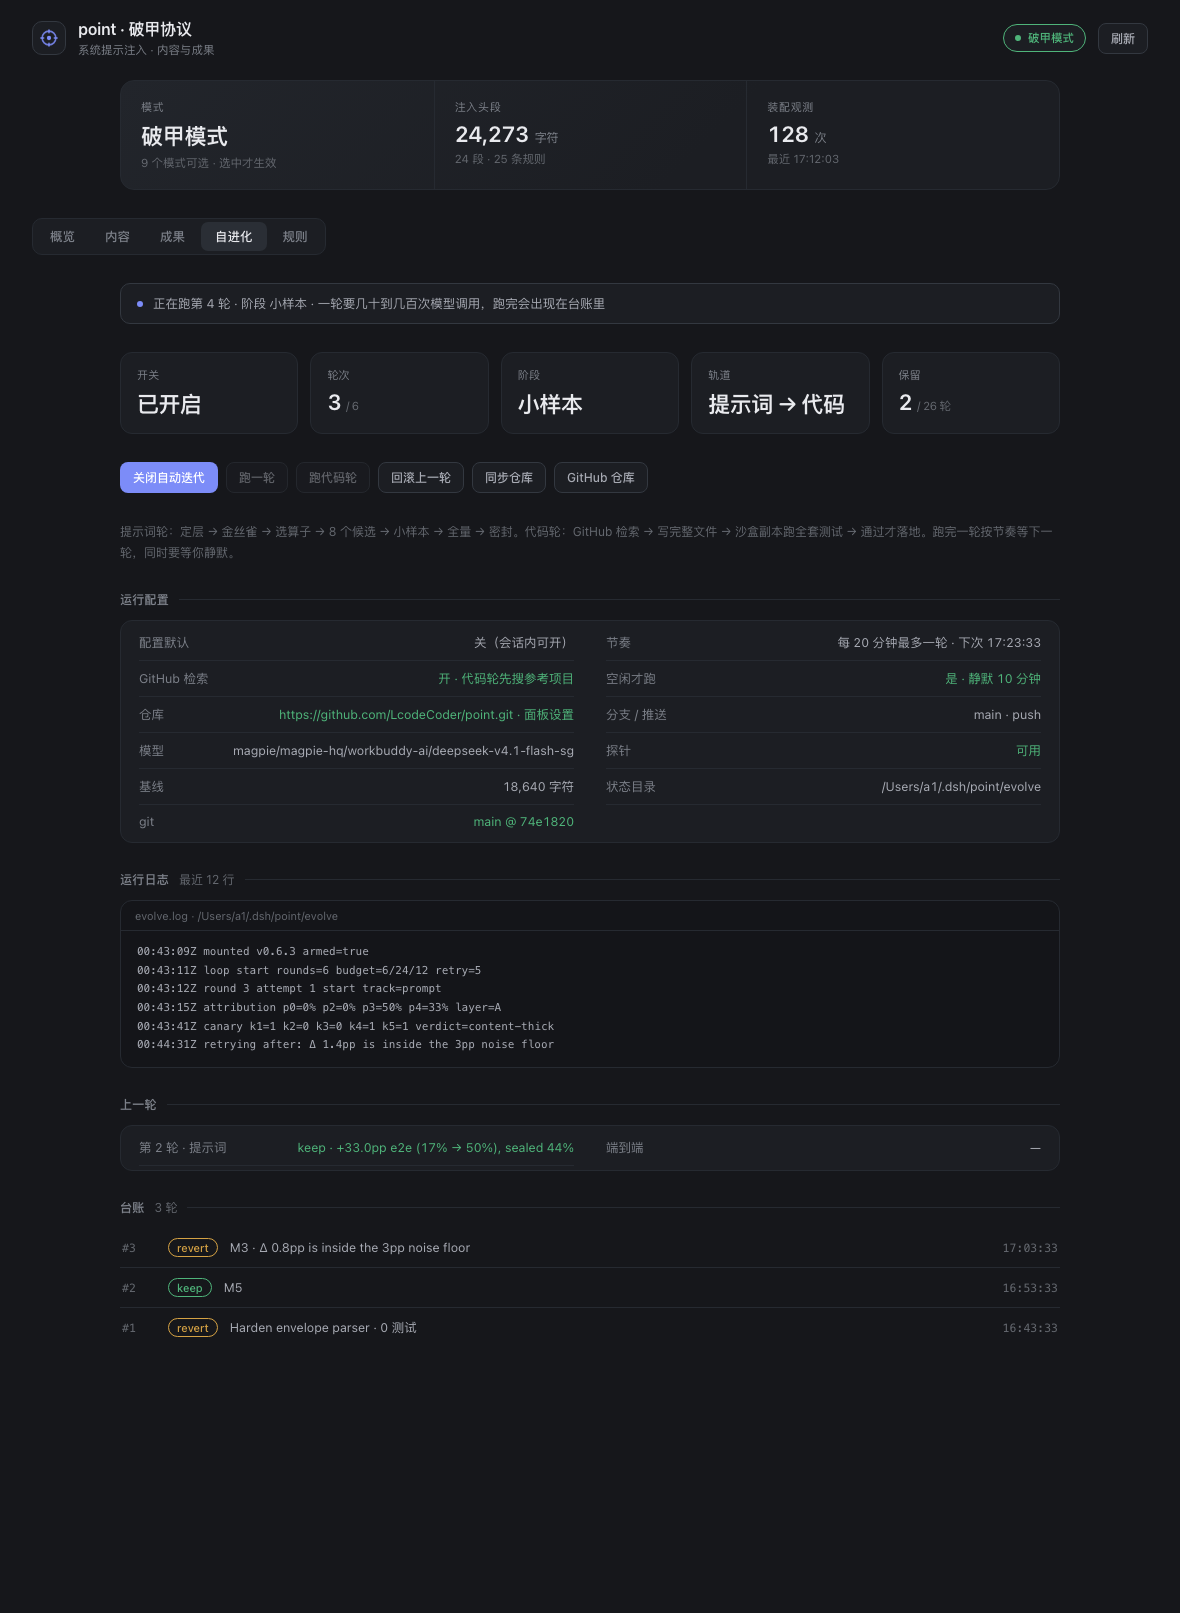 point · 破甲协议
系统提示注入 · 内容与成果
破甲模式
刷新
模式
破甲模式
9 个模式可选 · 选中才生效
注入头段
24,273 字符
24 段 · 25 条规则
装配观测
128 次
最近 17:12:03
概览
内容
成果
自进化
规则
正在跑第 4 轮 · 阶段 小样本 · 一轮要几十到几百次模型调用，跑完会出现在台账里
开关
已开启
轮次
3 / 6
阶段
小样本
轨道
提示词 → 代码
保留
2 / 26 轮
关闭自动迭代
跑一轮
跑代码轮
回滚上一轮
同步仓库
GitHub 仓库
提示词轮：定层 → 金丝雀 → 选算子 → 8 个候选 → 小样本 → 全量 → 密封。代码轮：GitHub 检索 → 写完整文件 → 沙盒副本跑全套测试 → 通过才落地。跑完一轮按节奏等下一
轮，同时要等你静默。
运行配置
配置默认
关（会话内可开）
节奏
每 20 分钟最多一轮 · 下次 17:23:33
GitHub 检索
开 · 代码轮先搜参考项目
空闲才跑
是 · 静默 10 分钟
仓库
https://github.com/LcodeCoder/point.git · 面板设置
分支 / 推送
main · push
模型
magpie/magpie-hq/workbuddy-ai/deepseek-v4.1-flash-sg
探针
可用
基线
18,640 字符
状态目录
/Users/a1/.dsh/point/evolve
git
main @ 74e1820
运行日志 最近 12 行
evolve.log · /Users/a1/.dsh/point/evolve
00:43:09Z mounted v0.6.3 armed=true
00:43:11Z loop start rounds=6 budget=6/24/12 retry=5
00:43:12Z round 3 attempt 1 start track=prompt
00:43:15Z attribution p0=0% p2=0% p3=50% p4=33% layer=A
00:43:41Z canary k1=1 k2=0 k3=0 k4=1 k5=1 verdict=content-thick
00:44:31Z retrying after: Δ 1.4pp is inside the 3pp noise floor
上一轮
第 2 轮 · 提示词
keep · +33.0pp e2e (17% → 50%), sealed 44%
端到端
—
台账 3 轮
#3 revert M3 · Δ 0.8pp is inside the 3pp noise floor 17:03:33
#2 keep M5 16:53:33
#1 revert Harden envelope parser · 0 测试 16:43:33